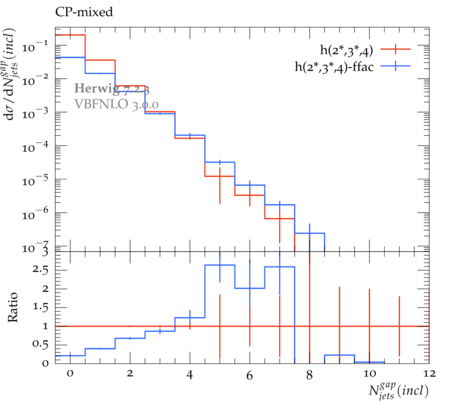 CP-mixed
dσ/dN^{gap}_{jets}(incl)
h(2*,3*,4)
h(2*,3*,4)-ffac
Herwig 7.2.3
VBFNLO 3.0.0
10^{-1}
10^{-2}
10^{-3}
10^{-4}
10^{-5}
10^{-6}
10^{-7}
Ratio
3
2.5
2
1.5
1
0.5
0
0 2 4 6 8 10 12
N^{gap}_{jets}(incl)